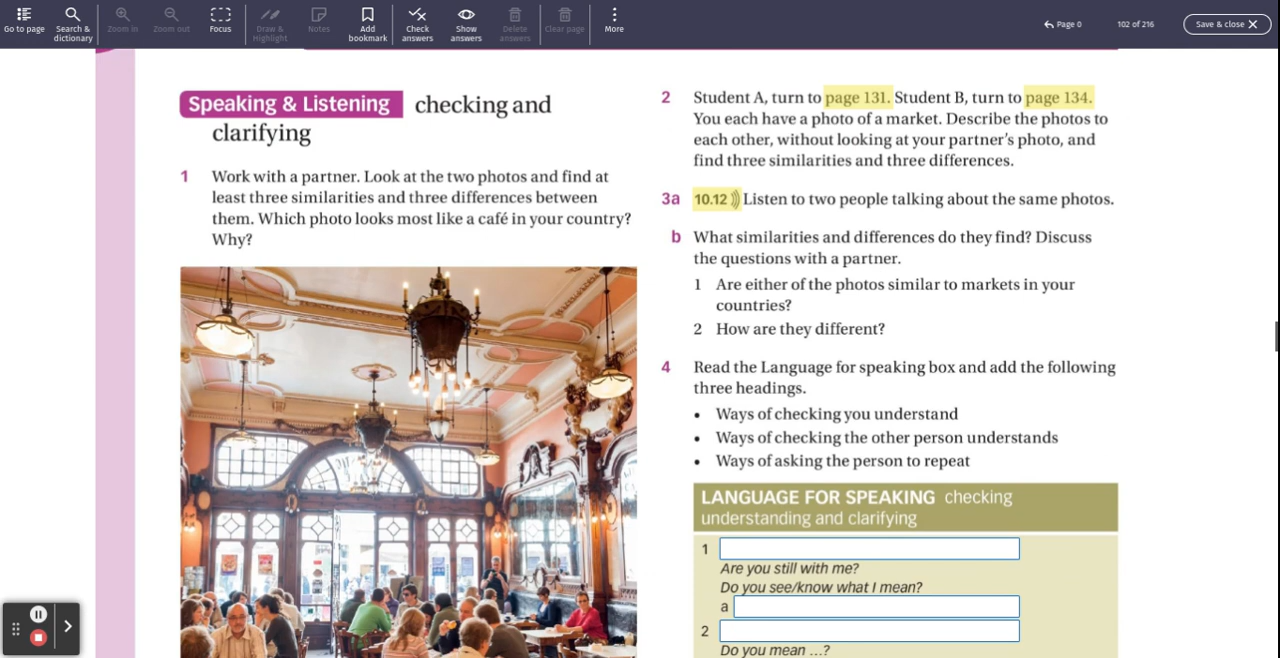 Go to page
Search & dictionary
Zoom in
Zoom out
Focus
Draw & Highlight
Notes
Add bookmark
Check answers
Show answers
Delete answers
Clear page
More
Page 0
102 of 216
Save & close
Speaking & Listening checking and
clarifying
1 Work with a partner. Look at the two photos and find at
least three similarities and three differences between
them. Which photo looks most like a café in your country?
Why?
2 Student A, turn to page 131. Student B, turn to page 134.
You each have a photo of a market. Describe the photos to
each other, without looking at your partner's photo, and
find three similarities and three differences.
3a 10.12 Listen to two people talking about the same photos.
b What similarities and differences do they find? Discuss
the questions with a partner.
1 Are either of the photos similar to markets in your
countries?
2 How are they different?
4 Read the Language for speaking box and add the following
three headings.
• Ways of checking you understand
• Ways of checking the other person understands
• Ways of asking the person to repeat
LANGUAGE FOR SPEAKING checking
understanding and clarifying
1
Are you still with me?
Do you see/know what I mean?
a
2
Do you mean ...?